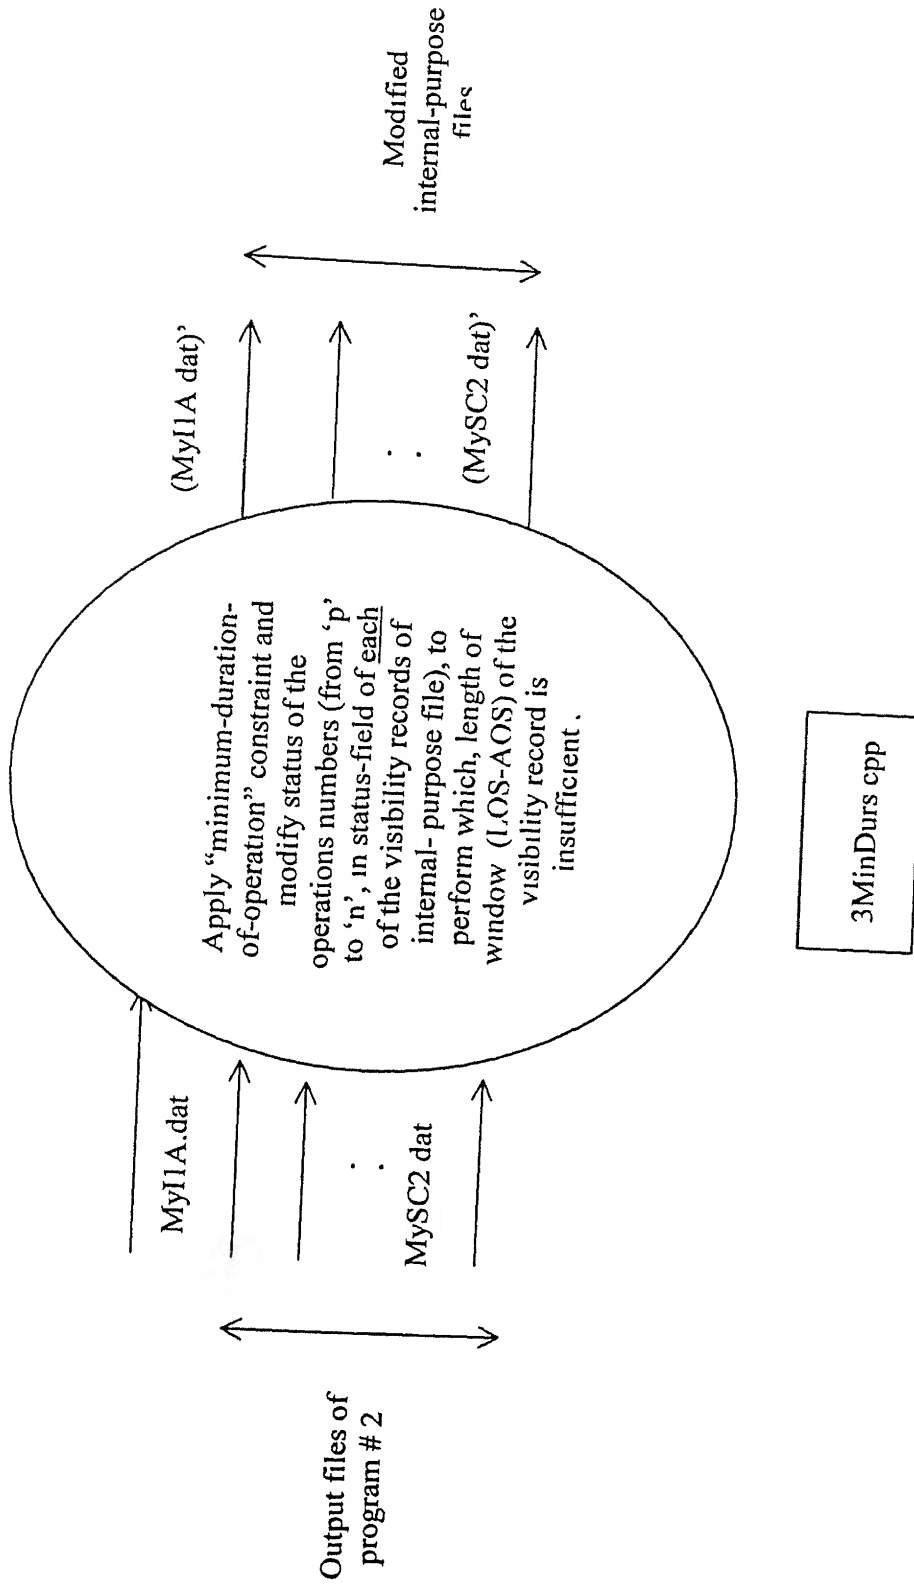 Output files of
program # 2
MyI1A.dat
MySC2 dat
Apply “minimum-duration-
of-operation” constraint and
modify status of the
operations numbers (from ‘p’
to ‘n’, in status-field of each
of the visibility records of
internal- purpose file), to
perform which, length of
window (LOS-AOS) of the
visibility record is
insufficient.
(MyI1A dat)’
(MySC2 dat)’
Modified
internal-purpose
files
3MinDurs cpp